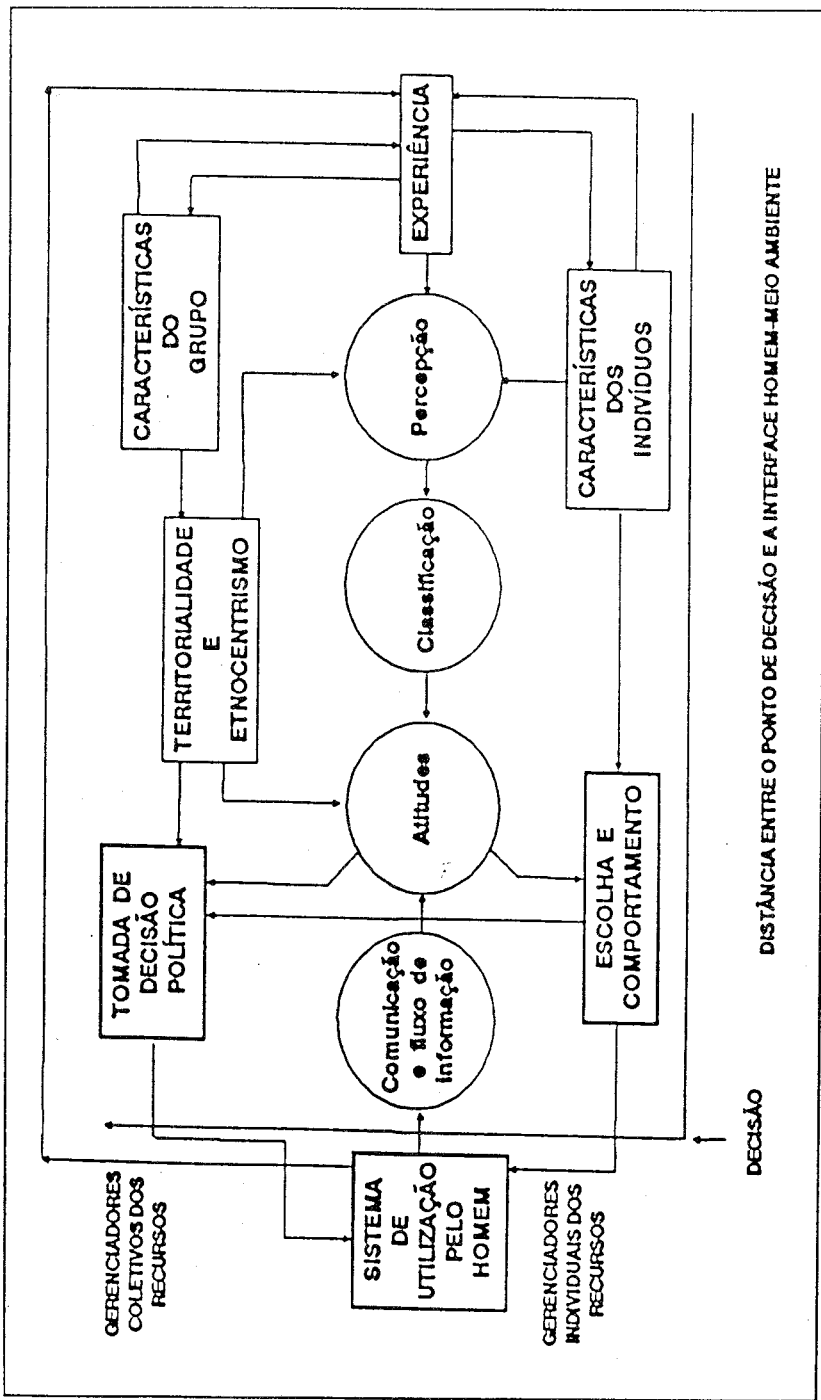 GERENCIADORES
COLETIVOS DOS
RECURSOS
TOMADA DE
DECISÃO
POLÍTICA
TERRITORIALIDADE
E
ETNOCENTRISMO
CARACTERÍSTICAS
DO
GRUPO
SISTEMA
DE
UTILIZAÇÃO
PELO
HOMEM
Comunicação
e fluxo de
informação
Atitudes
Classificação
Percepção
EXPERIÊNCIA
GERENCIADORES
INDIVIDUAIS DOS
RECURSOS
ESCOLHA E
COMPORTAMENTO
CARACTERÍSTICAS
DOS
INDIVÍDUOS
DECISÃO
DISTÂNCIA ENTRE O PONTO DE DECISÃO E A INTERFACE HOMEM-MEIO AMBIENTE